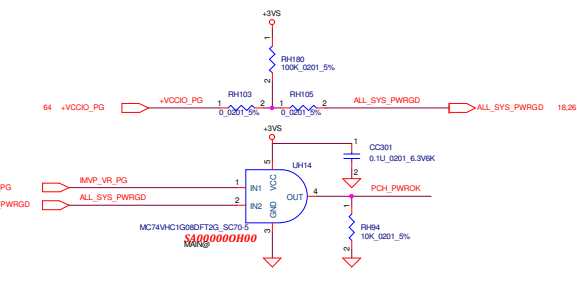 +3VS
1
RH180
100K_0201_5%
2
RH103 RH105
64 +VCCIO_PG +VCCIO_PG 1 2 1 2 ALL_SYS_PWRGD ALL_SYS_PWRGD 18,26
0_0201_5% 0_0201_5%
+3VS
1
CC301
0.1U_0201_6.3V6K
2
5 UH14
VCC
PG IMVP_VR_PG 1 IN1
OUT 4 PCH_PWROK
PWRGD ALL_SYS_PWRGD 2 IN2
GND
3
MC74VHC1G08DFT2G_SC70-5
SA00000OH00
MAIN@
1
RH94
10K_0201_5%
2